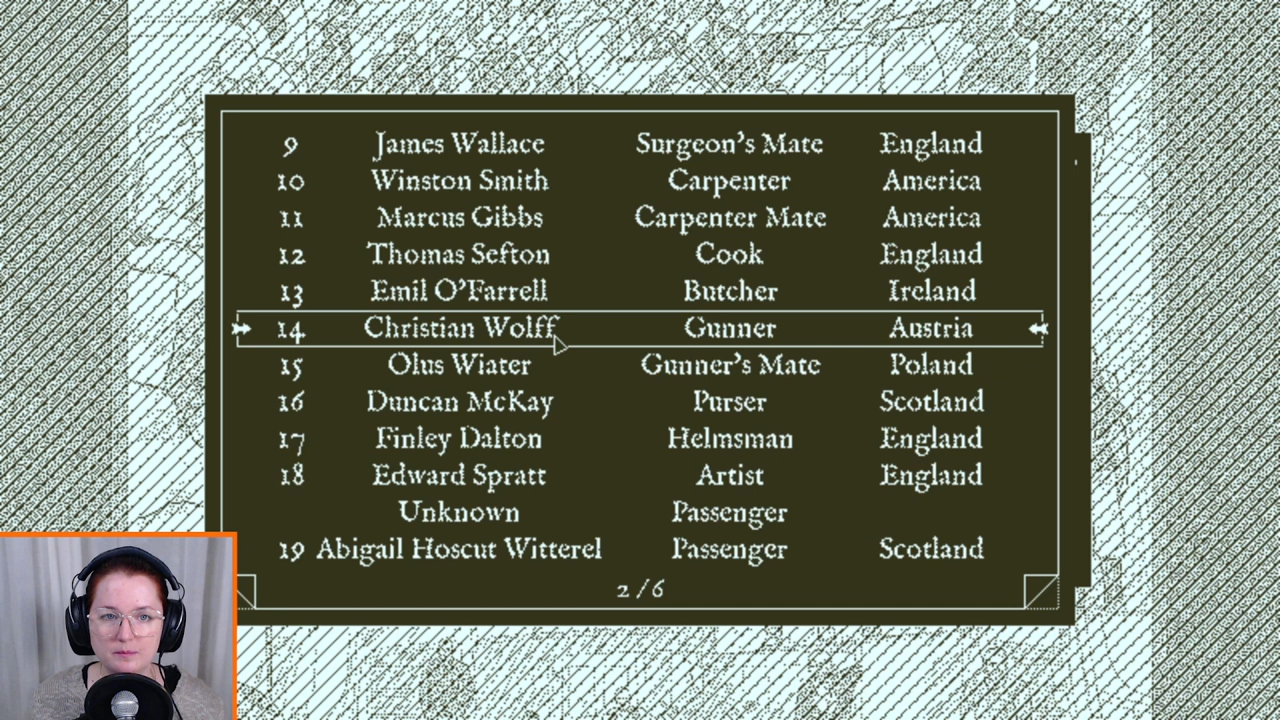 9 James Wallace Surgeon's Mate England
10 Winston Smith Carpenter America
11 Marcus Gibbs Carpenter Mate America
12 Thomas Sefton Cook England
13 Emil O'Farrell Butcher Ireland
14 Christian Wolff Gunner Austria
15 Olus Wiater Gunner's Mate Poland
16 Duncan McKay Purser Scotland
17 Finley Dalton Helmsman England
18 Edward Spratt Artist England
Unknown Passenger
19 Abigail Hoscut Witterel Passenger Scotland
2/6